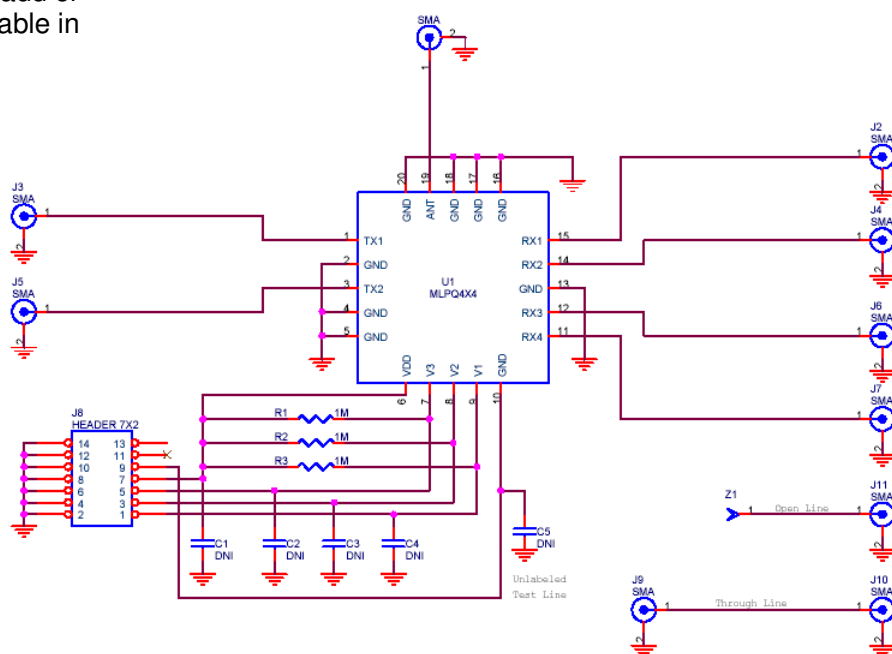 able in
SMA
2
1
J3
SMA
1
2
J5
SMA
1
2
J2
SMA
1
2
J4
SMA
1
2
J6
SMA
1
2
J7
SMA
1
2
20
19
18
17
16
GND
ANT
GND
GND
GND
1
TX1
2
GND
3
TX2
4
GND
5
GND
U1
MLPQ4X4
RX1
15
RX2
14
GND
13
RX3
12
RX4
11
VDD
V3
V2
V1
GND
6
7
8
9
10
R1
1M
R2
1M
R3
1M
J8
HEADER 7X2
14 13
12 11
10 9
8 7
6 5
4 3
2 1
C1
DNI
C2
DNI
C3
DNI
C4
DNI
C5
DNI
Unlabeled
Test Line
Z1
1
Open Line
J11
SMA
1
2
J9
SMA
1
2
Through Line
J10
SMA
1
2